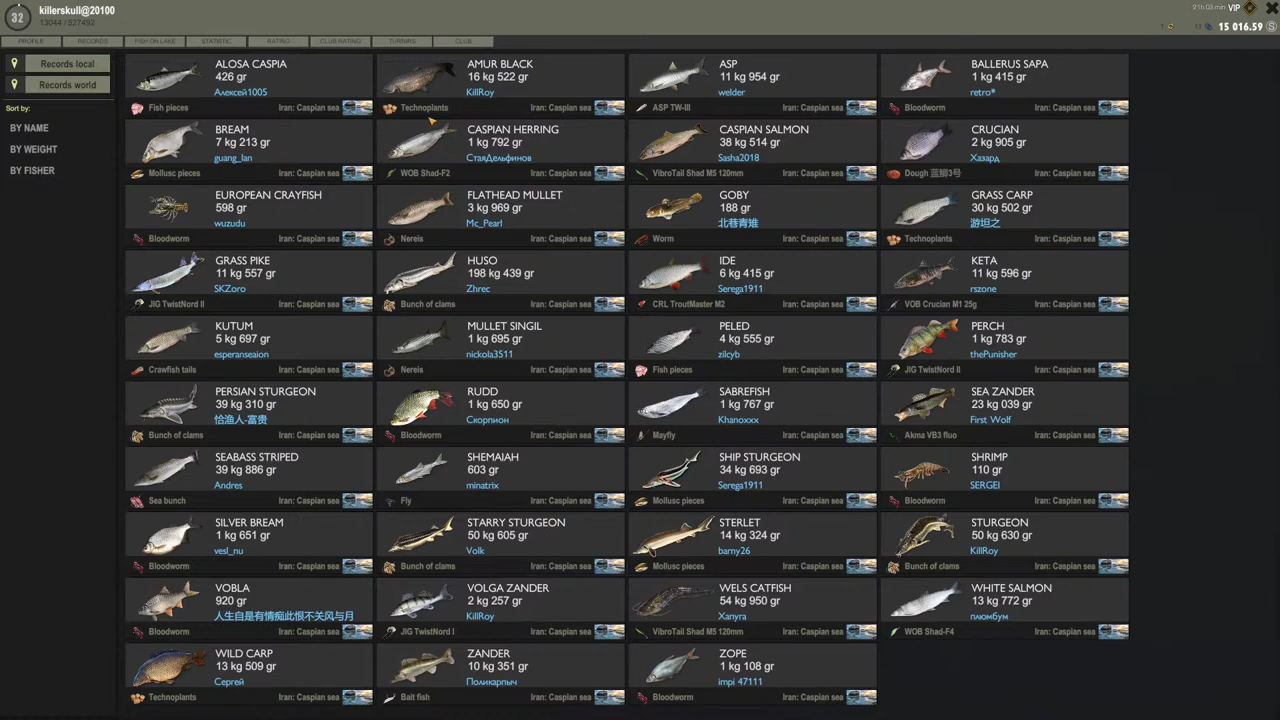 32
killerskull@20100
13044 / 527492
21h:03 min VIP
15 016.59
PROFILE RECORDS FISH ON LAKE STATISTIC RATING CLUB RATING TURNIRS CLUB
Records local
Records world
Sort by:
BY NAME
BY WEIGHT
BY FISHER
ALOSA CASPIA
426 gr
Алексей1005
Fish pieces Iran: Caspian sea
AMUR BLACK
16 kg 522 gr
KillRoy
Technoplants Iran: Caspian sea
ASP
11 kg 954 gr
welder
ASP TW-III Iran: Caspian sea
BALLERUS SAPA
1 kg 415 gr
retro*
Bloodworm Iran: Caspian sea
BREAM
7 kg 213 gr
guang_lan
Mollusc pieces Iran: Caspian sea
CASPIAN HERRING
1 kg 792 gr
СтаяДельфинов
WOB Shad-F2 Iran: Caspian sea
CASPIAN SALMON
38 kg 514 gr
Sasha2018
VibroTail Shad M5 120mm Iran: Caspian sea
CRUCIAN
2 kg 905 gr
Хазард
Dough 蓝鲫3号 Iran: Caspian sea
EUROPEAN CRAYFISH
598 gr
wuzudu
Bloodworm Iran: Caspian sea
FLATHEAD MULLET
3 kg 969 gr
Mc_Pearl
Nereis Iran: Caspian sea
GOBY
188 gr
北巷青堆
Worm Iran: Caspian sea
GRASS CARP
30 kg 502 gr
游坦之
Technoplants Iran: Caspian sea
GRASS PIKE
11 kg 557 gr
SKZoro
JIG TwistNord II Iran: Caspian sea
HUSO
198 kg 439 gr
Zhrec
Bunch of clams Iran: Caspian sea
IDE
6 kg 415 gr
Serega1911
CRL TroutMaster M2 Iran: Caspian sea
KETA
11 kg 596 gr
rszone
VOB Crucian M1 25g Iran: Caspian sea
KUTUM
5 kg 697 gr
esperanseaion
Crawfish tails Iran: Caspian sea
MULLET SINGIL
1 kg 695 gr
nickola3511
Nereis Iran: Caspian sea
PELED
4 kg 555 gr
zilcyb
Fish pieces Iran: Caspian sea
PERCH
1 kg 783 gr
thePunisher
JIG TwistNord II Iran: Caspian sea
PERSIAN STURGEON
39 kg 310 gr
恰渔人-富贵
Bunch of clams Iran: Caspian sea
RUDD
1 kg 650 gr
Скорпион
Bloodworm Iran: Caspian sea
SABREFISH
1 kg 767 gr
Khanoxxx
Mayfly Iran: Caspian sea
SEA ZANDER
23 kg 039 gr
First_Wolf
Akma VB3 fluo Iran: Caspian sea
SEABASS STRIPED
39 kg 886 gr
Andres
Sea bunch Iran: Caspian sea
SHEMAIAH
603 gr
minatrix
Fly Iran: Caspian sea
SHIP STURGEON
34 kg 693 gr
Serega1911
Mollusc pieces Iran: Caspian sea
SHRIMP
110 gr
SERGEI
Bloodworm Iran: Caspian sea
SILVER BREAM
1 kg 651 gr
vesl_nu
Bloodworm Iran: Caspian sea
STARRY STURGEON
50 kg 605 gr
Volk
Bunch of clams Iran: Caspian sea
STERLET
14 kg 324 gr
barny26
Mollusc pieces Iran: Caspian sea
STURGEON
50 kg 630 gr
KillRoy
Bunch of clams Iran: Caspian sea
VOBLA
920 gr
人生自是有情痴此恨不关风与月
Bloodworm Iran: Caspian sea
VOLGA ZANDER
2 kg 257 gr
KillRoy
JIG TwistNord I Iran: Caspian sea
WELS CATFISH
54 kg 950 gr
Хапуга
VibroTail Shad M5 120mm Iran: Caspian sea
WHITE SALMON
13 kg 772 gr
плюмбум
WOB Shad-F4 Iran: Caspian sea
WILD CARP
13 kg 509 gr
Сергей
Technoplants Iran: Caspian sea
ZANDER
10 kg 351 gr
Поликарпыч
Bait fish Iran: Caspian sea
ZOPE
1 kg 108 gr
impi 47111
Bloodworm Iran: Caspian sea